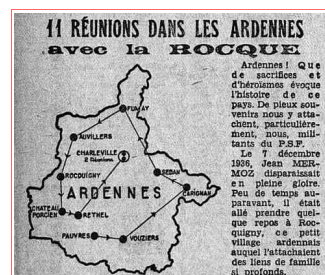 11 RÉUNIONS DANS LES ARDENNES
avec la ROCQUE
Ardennes ! Que
de sacrifices et
d'héroïsmes évoque
l'histoire de ce
pays. De pieux sou-
venirs nous y atta-
chent, particulière-
ment, nous, mili-
tants du P.S.F.
Le 7 décembre
1936, Jean MER-
MOZ disparaissait
en pleine gloire.
Peu de temps au-
paravant, il était
allé prendre quel-
que repos à Roc-
quigny, ce petit
village ardennais
auquel l'attachaient
des liens de famille
si profonds.
FUMAY
AUVILLERS
CHARLEVILLE
2 Réunions
ROCQUIGNY
SEDAN
CARIGNAN
ARDENNES
CHATEAU
PORCIEN
RETHEL
PAUVRES
VOUZIERS